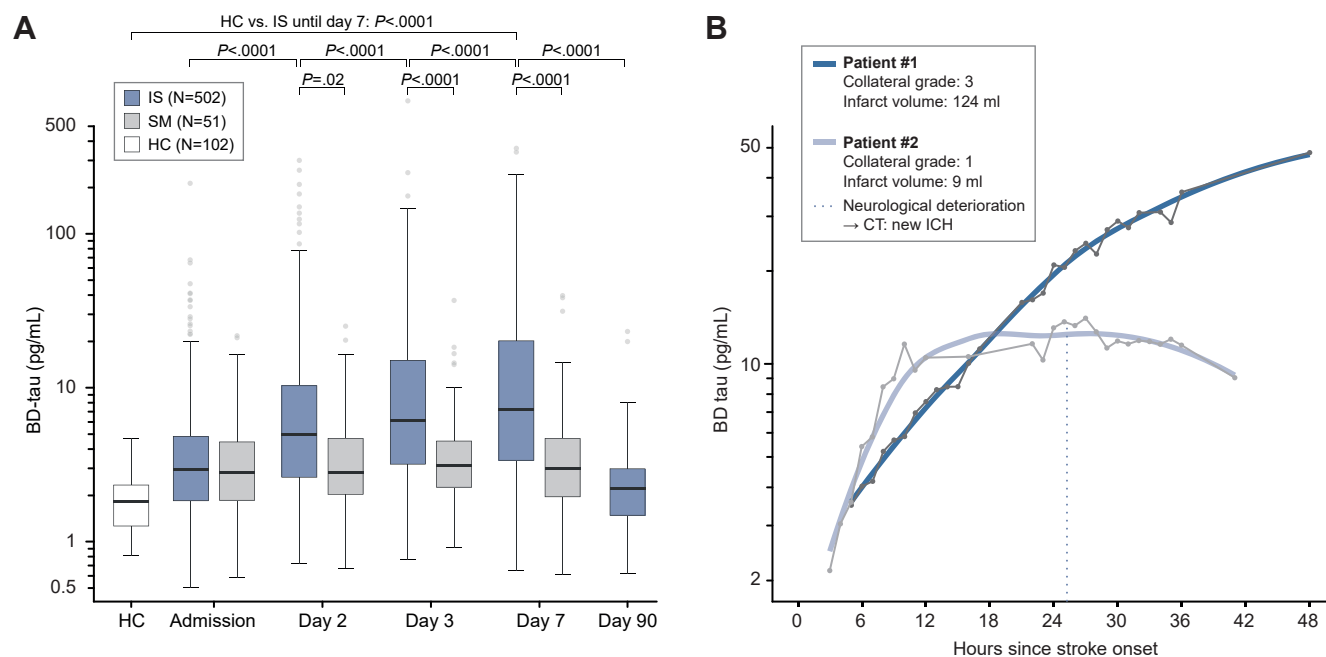 A
HC vs. IS until day 7: P<.0001
P<.0001
P<.0001
P<.0001
P<.0001
P=.02
P<.0001
P<.0001
IS (N=502)
SM (N=51)
HC (N=102)
BD-tau (pg/mL)
500
100
10
1
0.5
HC
Admission
Day 2
Day 3
Day 7
Day 90
B
Patient #1
Collateral grade: 3
Infarct volume: 124 ml
Patient #2
Collateral grade: 1
Infarct volume: 9 ml
Neurological deterioration
→ CT: new ICH
BD tau (pg/mL)
50
10
5
2
0
6
12
18
24
30
36
42
48
Hours since stroke onset